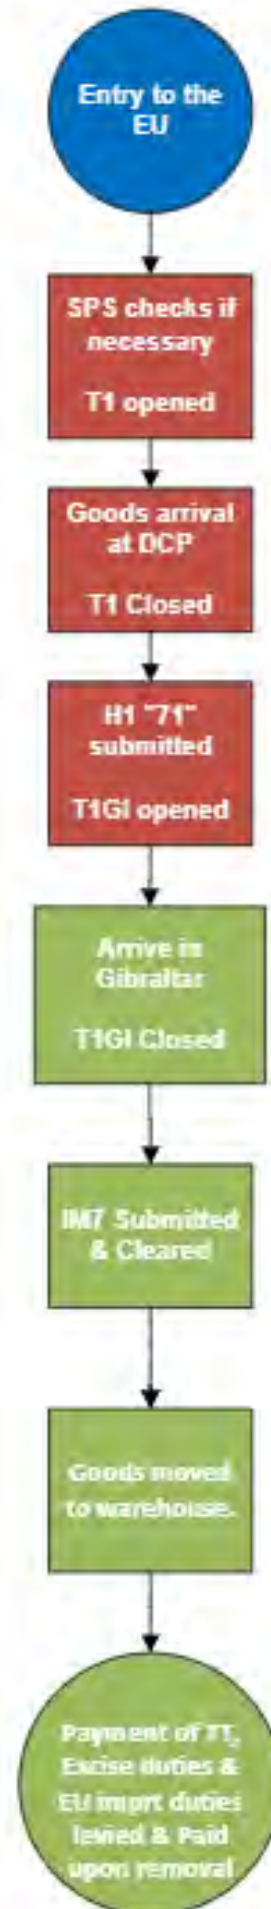 Entry to the
EU
SPS checks if
necessary
T1 opened
Goods arrival
at DCP
T1 Closed
H1 "71"
submitted
T1GI opened
Arrive in
Gibraltar
T1GI Closed
IM7 Submitted
& Cleared
Goods moved
to warehouse.
Payment of TT,
Excise duties &
EU imprt duties
levied & Paid
upon removal